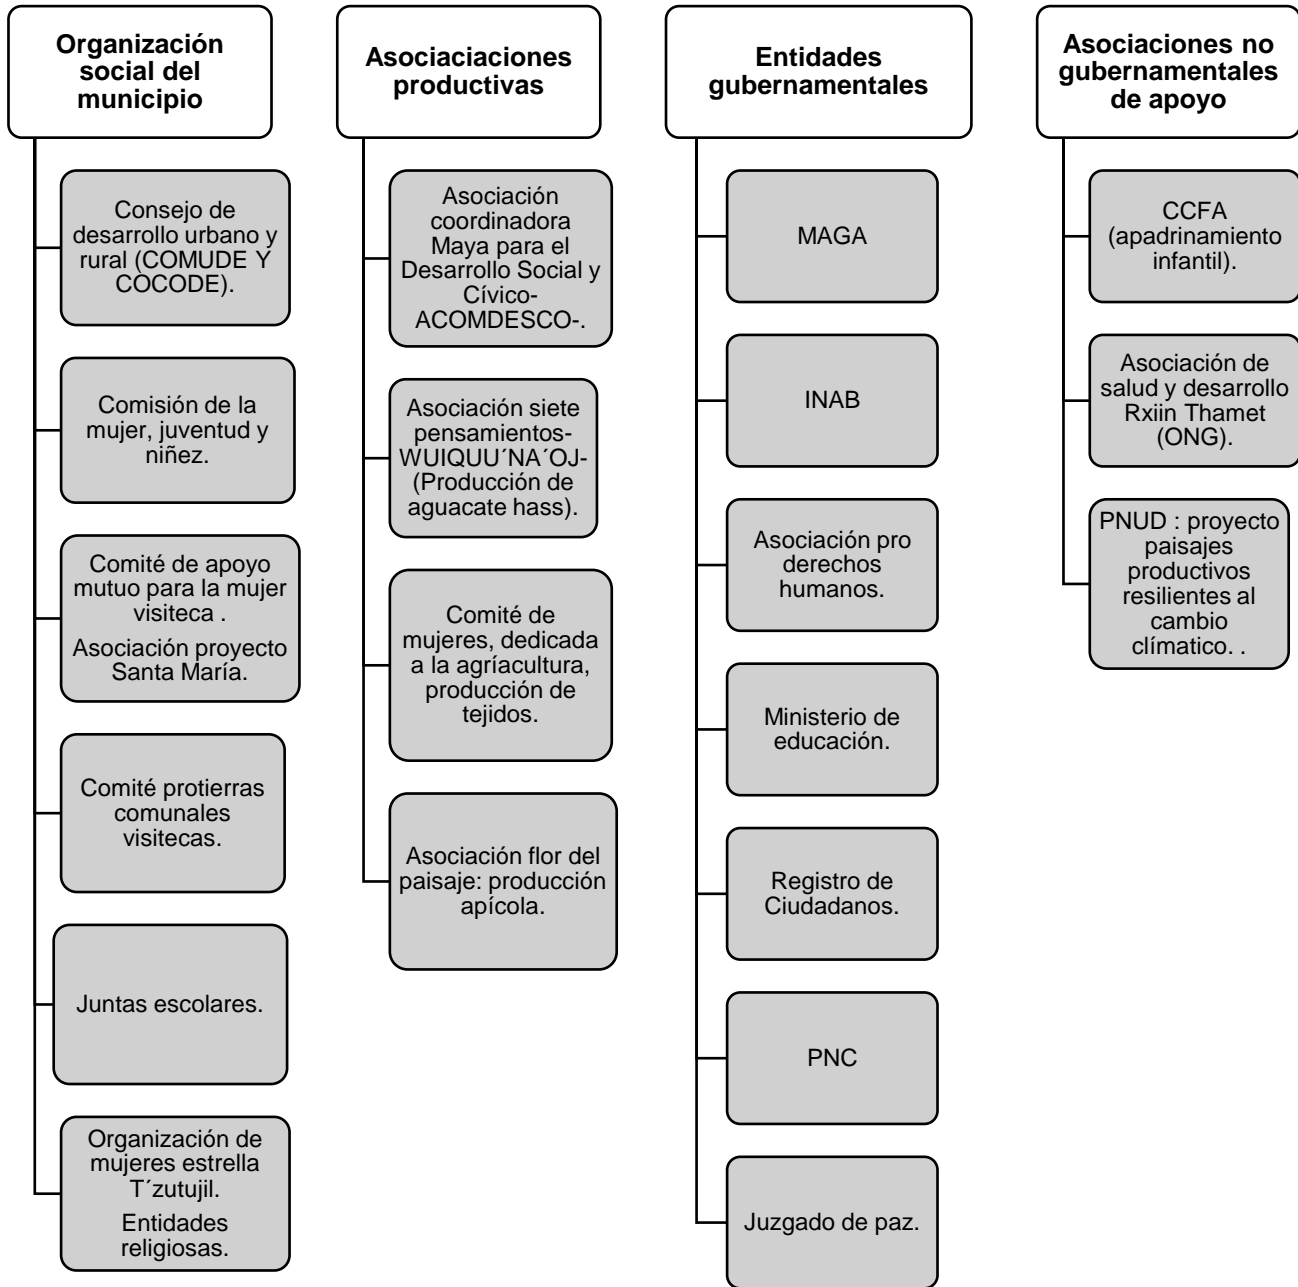 Organización
social del
municipio
Consejo de
desarrollo urbano y
rural (COMUDE Y
COCODE).
Comisión de la
mujer, juventud y
niñez.
Comité de apoyo
mutuo para la mujer
visiteca .
Asociación proyecto
Santa María.
Comité protierras
comunales
visitecas.
Juntas escolares.
Organización de
mujeres estrella
T´zutujil.
Entidades
religiosas.
Asociaciaciones
productivas
Asociación
coordinadora
Maya para el
Desarrollo Social y
Cívico-
ACOMDESCO-.
Asociación siete
pensamientos-
WUIQUU´NA´OJ-
(Producción de
aguacate hass).
Comité de
mujeres, dedicada
a la agríacultura,
producción de
tejidos.
Asociación flor del
paisaje: producción
apícola.
Entidades
gubernamentales
MAGA
INAB
Asociación pro
derechos
humanos.
Ministerio de
educación.
Registro de
Ciudadanos.
PNC
Juzgado de paz.
Asociaciones no
gubernamentales
de apoyo
CCFA
(apadrinamiento
infantil).
Asociación de
salud y desarrollo
Rxiin Thamet
(ONG).
PNUD : proyecto
paisajes
productivos
resilientes al
cambio
clímatico. .